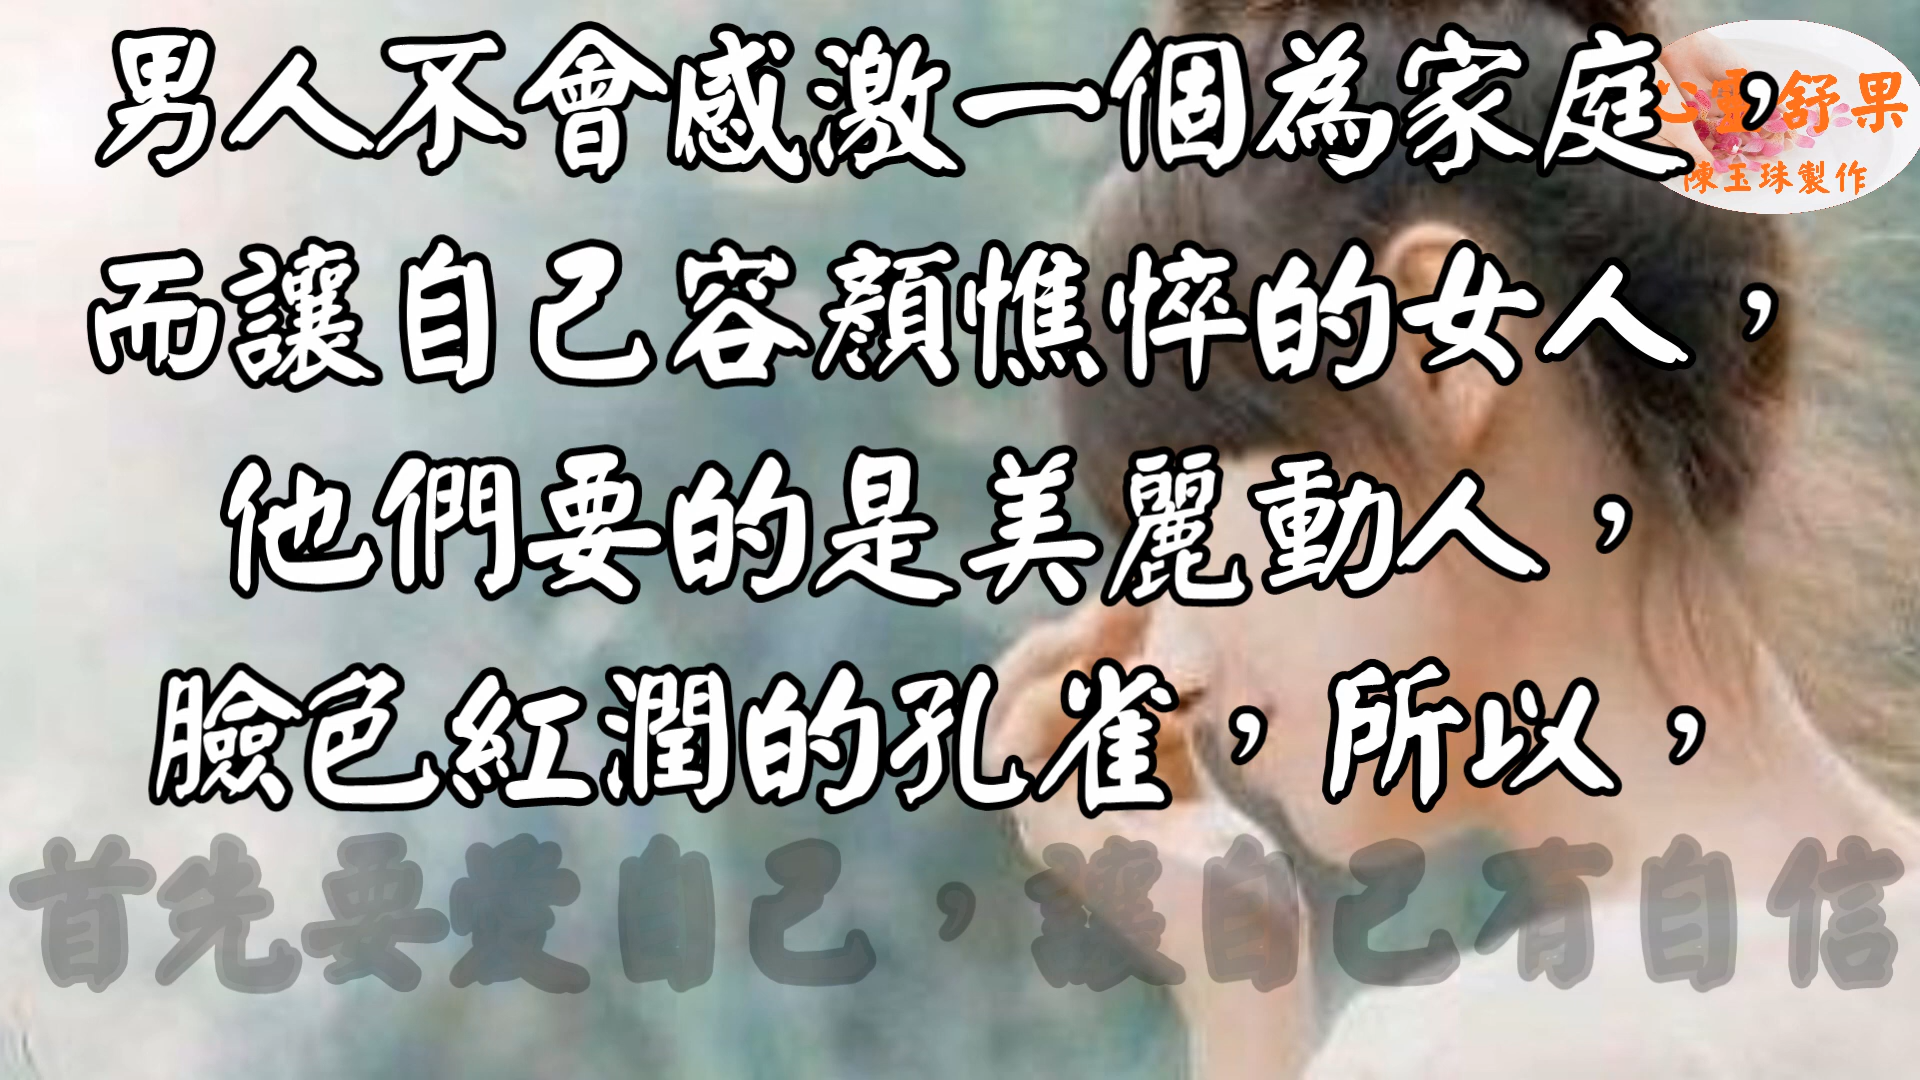 男人不會感激一個為家庭，
而讓自己容顏憔悴的女人，
他們要的是美麗動人，
臉色紅潤的孔雀，所以，
首先要愛自己，讓自己有自信
心靈舒果
陳玉珠製作